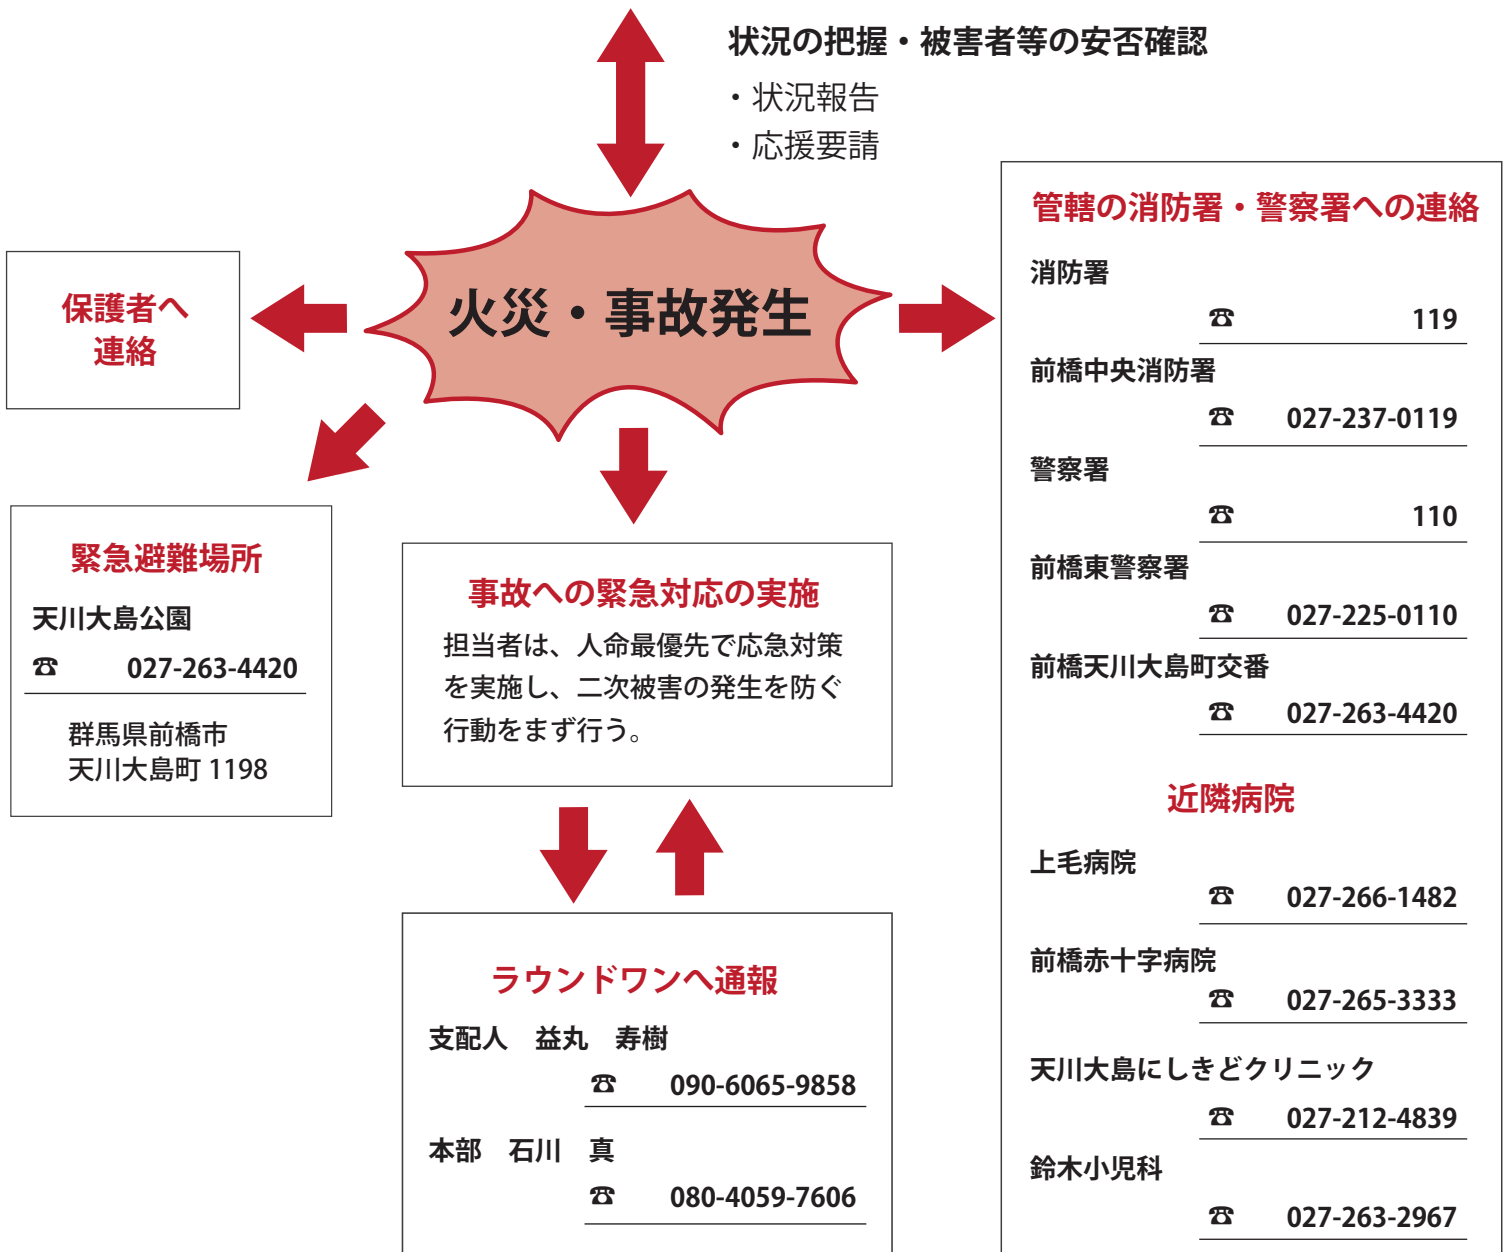 状況の把握・被害者等の安否確認
・状況報告
・応援要請
火災・事故発生
保護者へ
連絡
緊急避難場所
天川大島公園
☎ 027-263-4420
群馬県前橋市
天川大島町 1198
事故への緊急対応の実施
担当者は、人命最優先で応急対策
を実施し、二次被害の発生を防ぐ
行動をまず行う。
ラウンドワンへ通報
支配人 益丸 寿樹
☎ 090-6065-9858
本部 石川 真
☎ 080-4059-7606
管轄の消防署・警察署への連絡
消防署
☎ 119
前橋中央消防署
☎ 027-237-0119
警察署
☎ 110
前橋東警察署
☎ 027-225-0110
前橋天川大島町交番
☎ 027-263-4420
近隣病院
上毛病院
☎ 027-266-1482
前橋赤十字病院
☎ 027-265-3333
天川大島にしきどクリニック
☎ 027-212-4839
鈴木小児科
☎ 027-263-2967